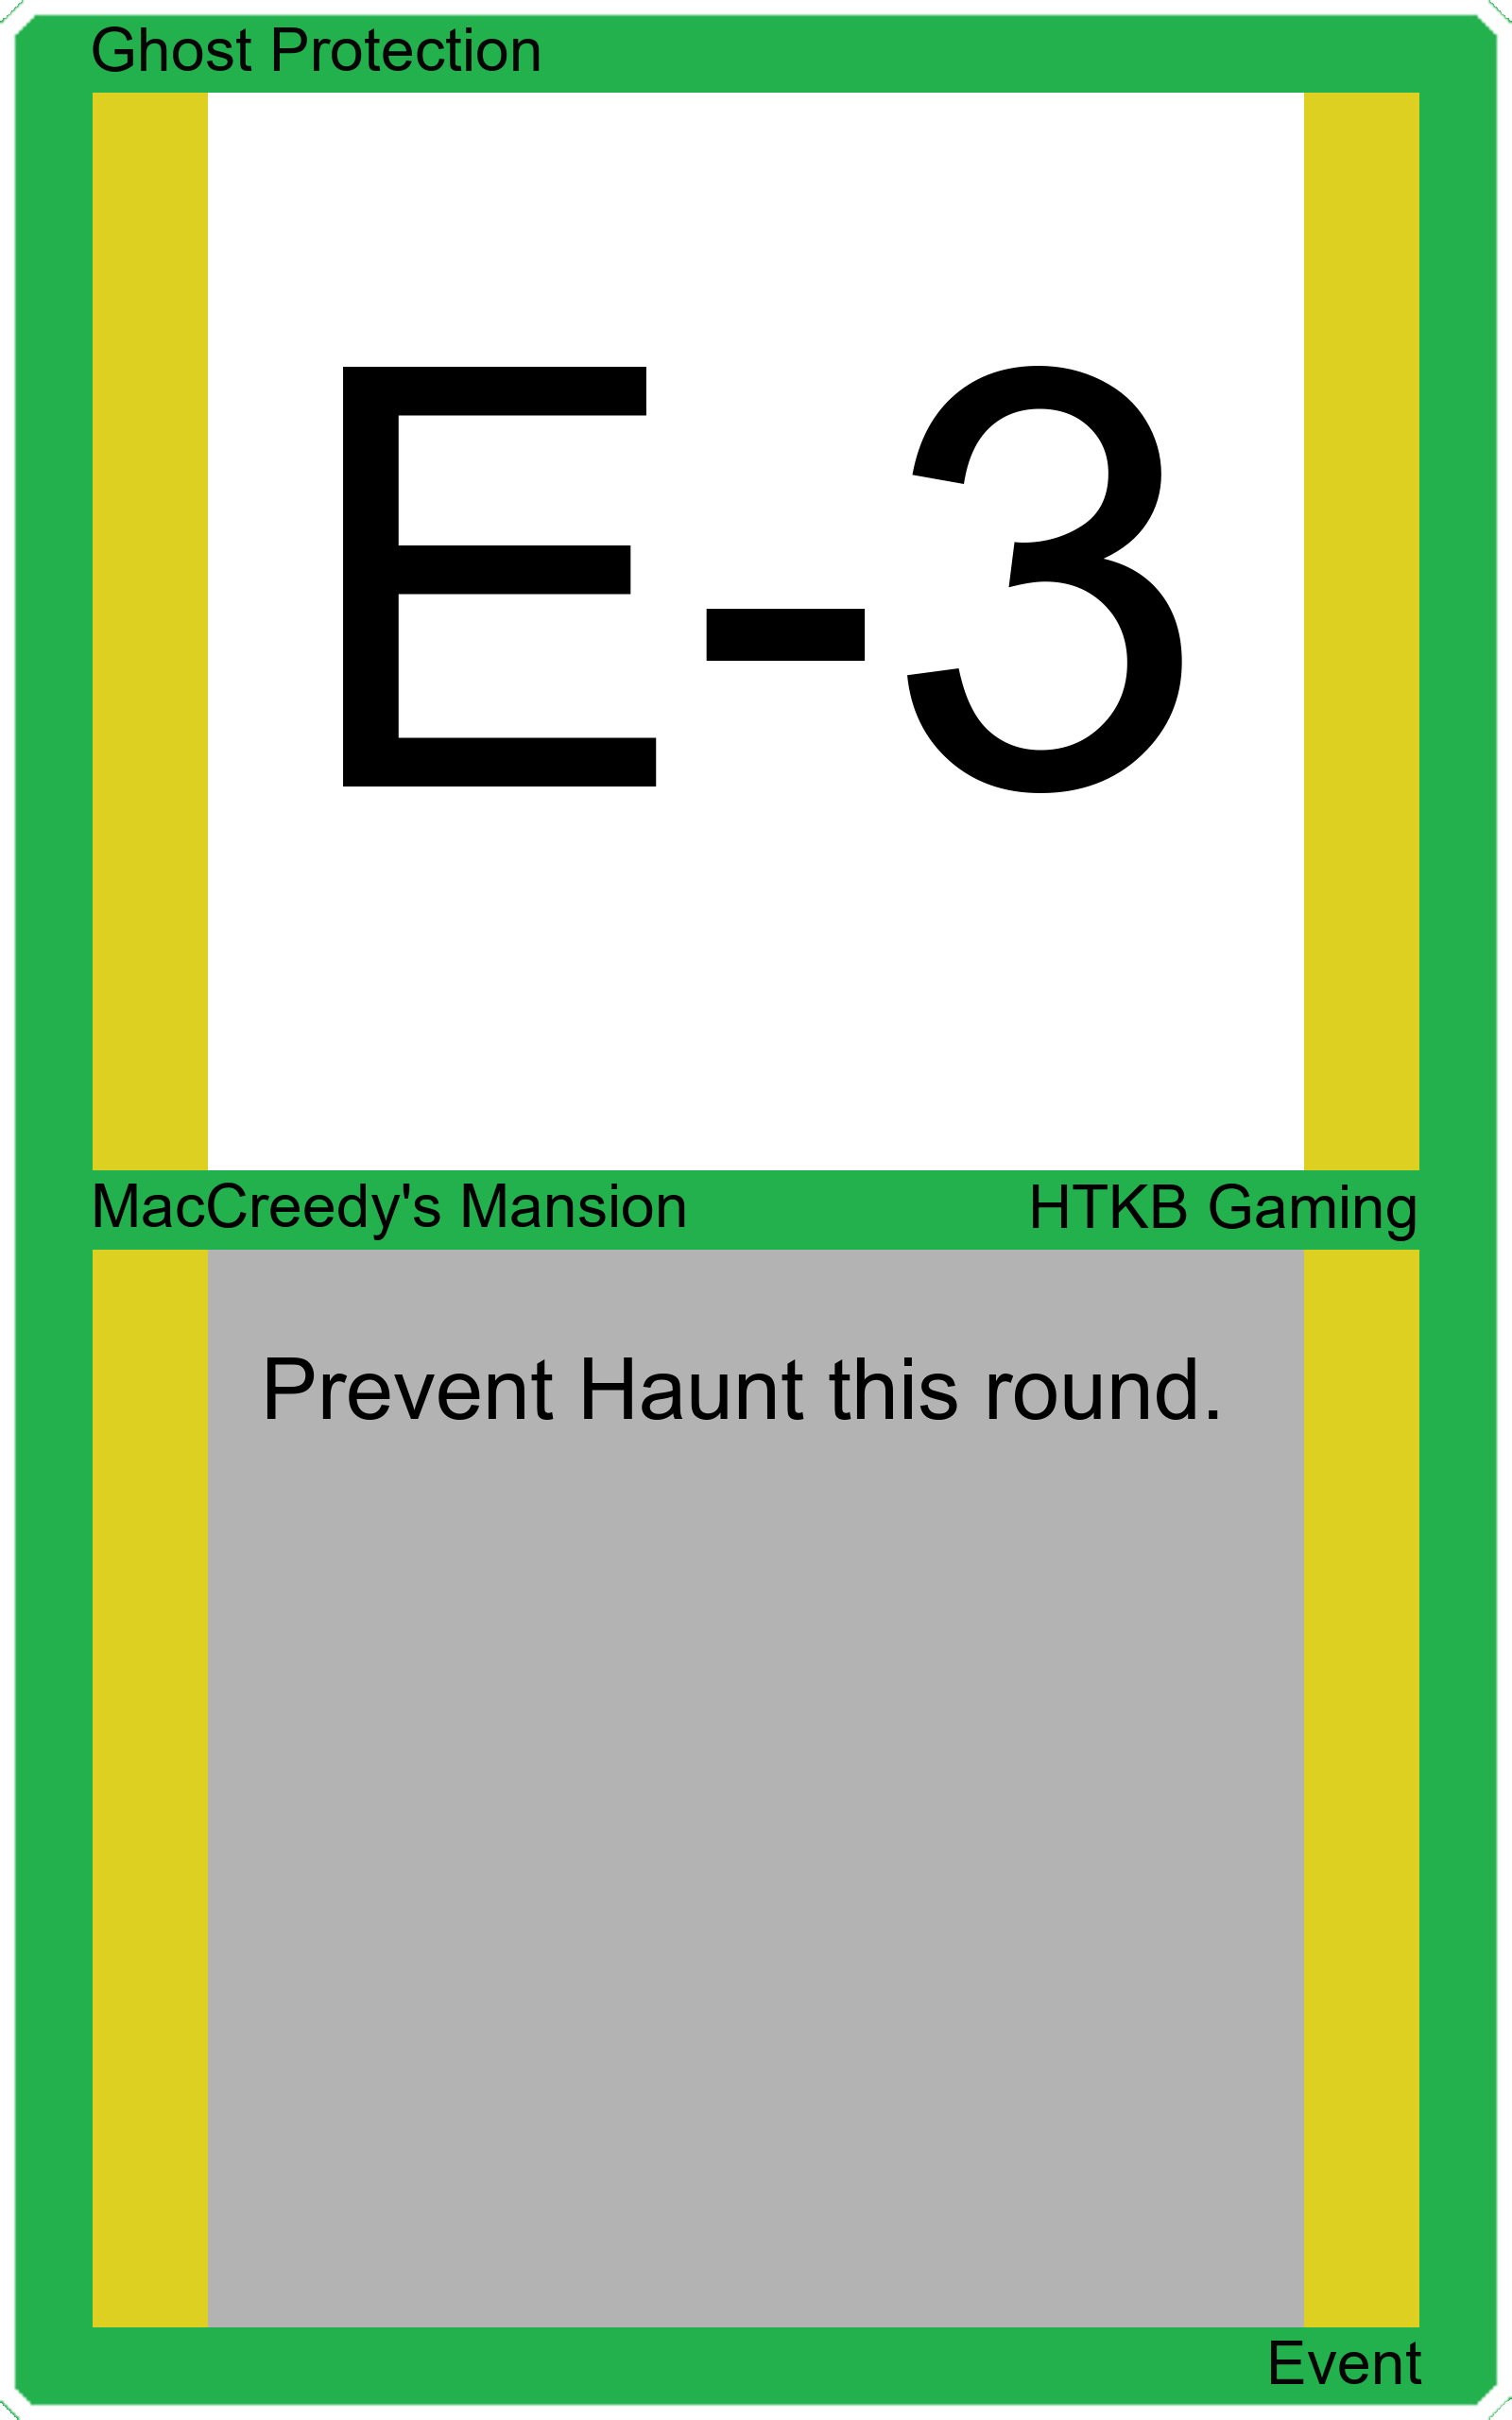 Ghost Protection
E-3
MacCreedy's Mansion
HTKB Gaming
Prevent Haunt this round.
Event